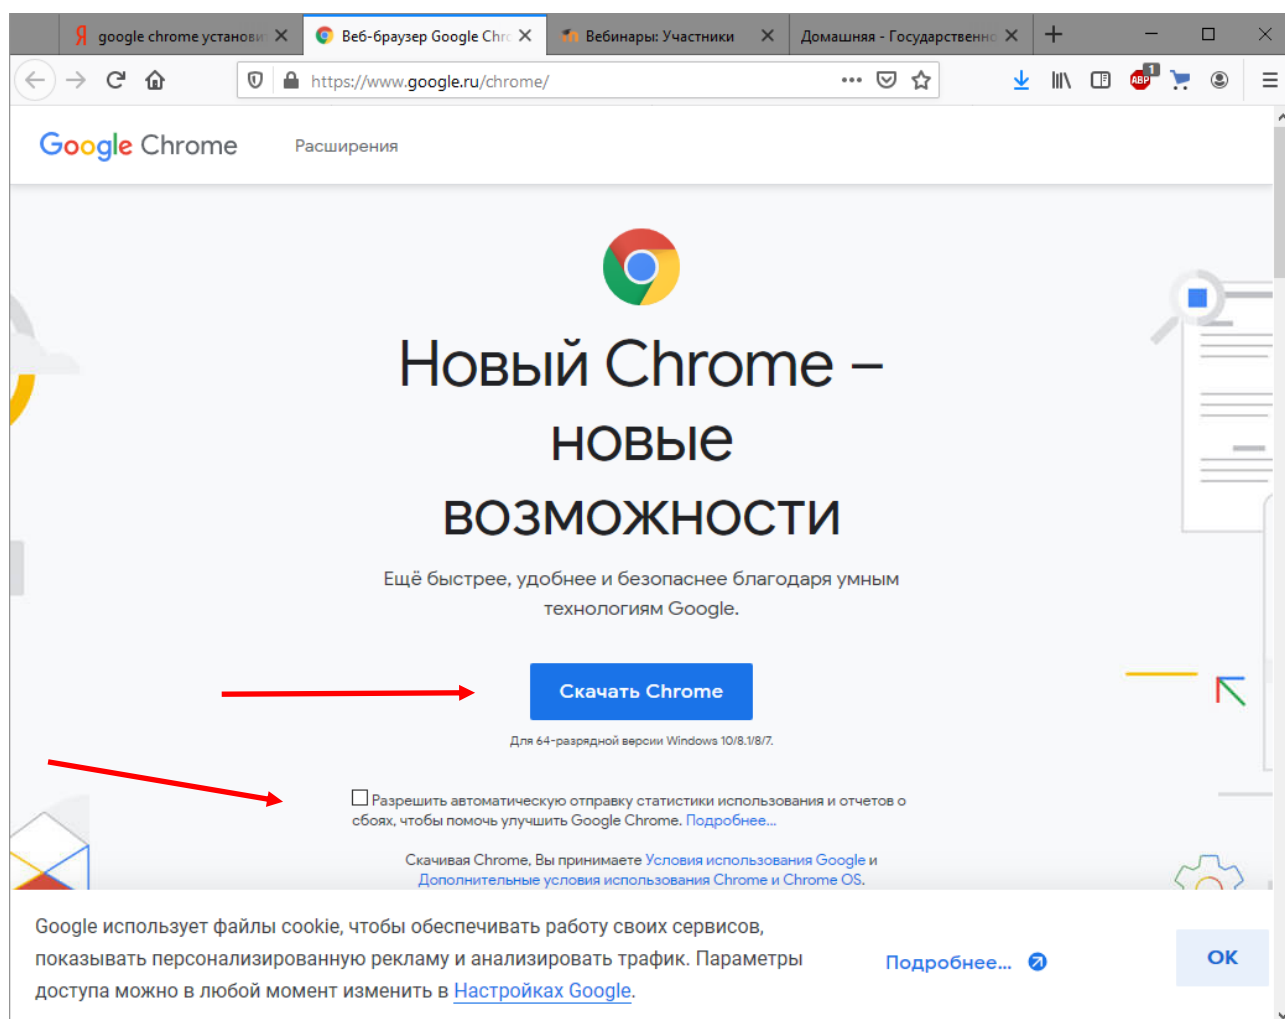 Я google chrome установи
Веб-браузер Google Chr
Вебинары: Участники
Домашняя - Государственно
https://www.google.ru/chrome/
ABP 1
Google Chrome
Расширения
Новый Chrome –
новые
возможности
Ещё быстрее, удобнее и безопаснее благодаря умным
технологиям Google.
Скачать Chrome
Для 64-разрядной версии Windows 10/8.1/8/7.
Разрешить автоматическую отправку статистики использования и отчетов о
сбоях, чтобы помочь улучшить Google Chrome. Подробнее...
Скачивая Chrome, Вы принимаете Условия использования Google и
Дополнительные условия использования Chrome и Chrome OS.
Google использует файлы cookie, чтобы обеспечивать работу своих сервисов,
показывать персонализированную рекламу и анализировать трафик. Параметры
доступа можно в любой момент изменить в Настройках Google.
Подробнее...
ОК